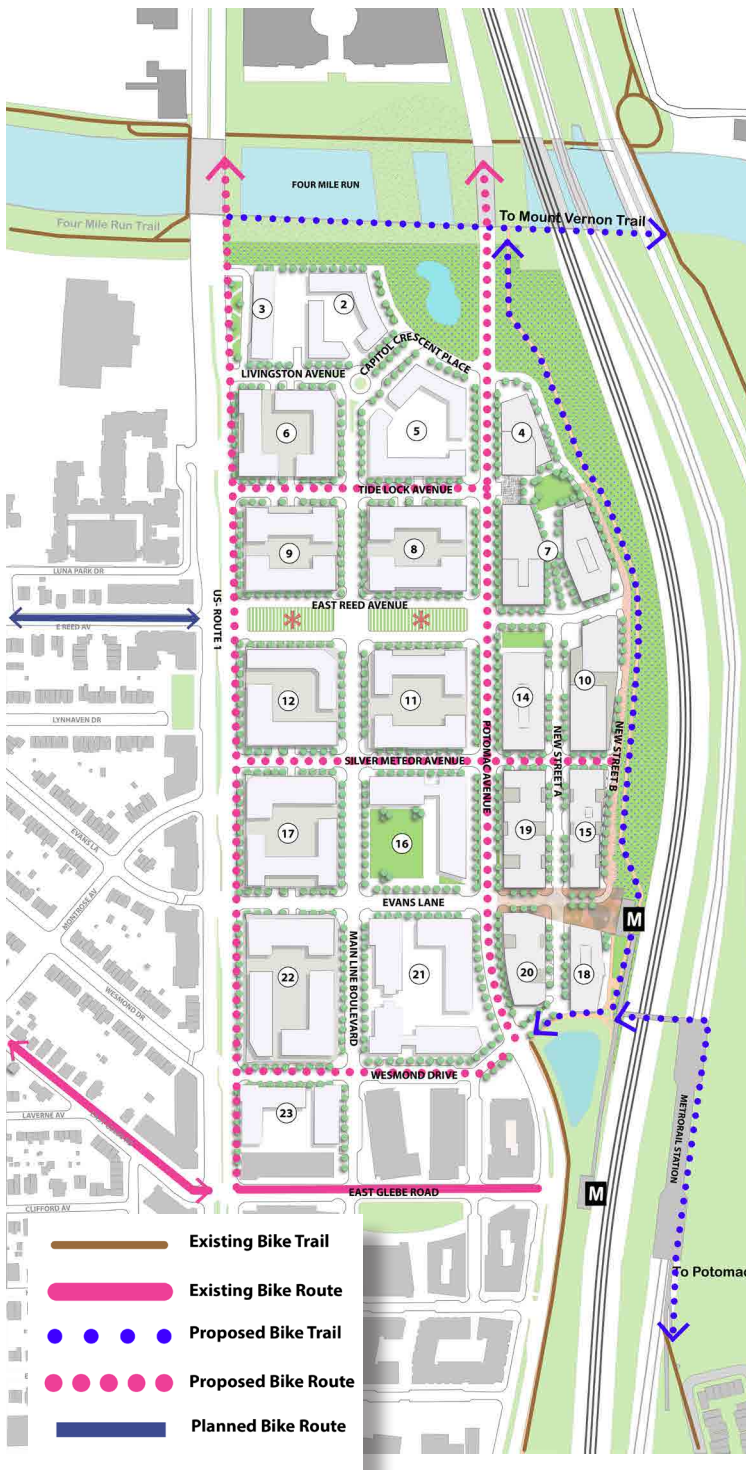 FOUR MILE RUN
Four Mile Run Trail
To Mount Vernon Trail
3
2
CAPITOL CRESCENT PLACE
LIVINGSTON AVENUE
6
5
4
TIDE LOCK AVENUE
9
8
7
LUNA PARK DR
US- ROUTE 1
EAST REED AVENUE
E REED AV
12
11
14
10
LYNHAVEN DR
POTOMAC AVENUE
NEW STREET A
NEW STREET B
SILVER METEOR AVENUE
17
16
19
15
EVANS LA
MONTROSE AV
EVANS LANE
M
22
MAIN LINE BOULEVARD
21
20
18
WESMOND DR
WESMOND DRIVE
23
LAVERNE AV
METRORAIL STATION
CLIFFORD AV
EAST GLEBE ROAD
M
To Potomac
Existing Bike Trail
Existing Bike Route
Proposed Bike Trail
Proposed Bike Route
Planned Bike Route